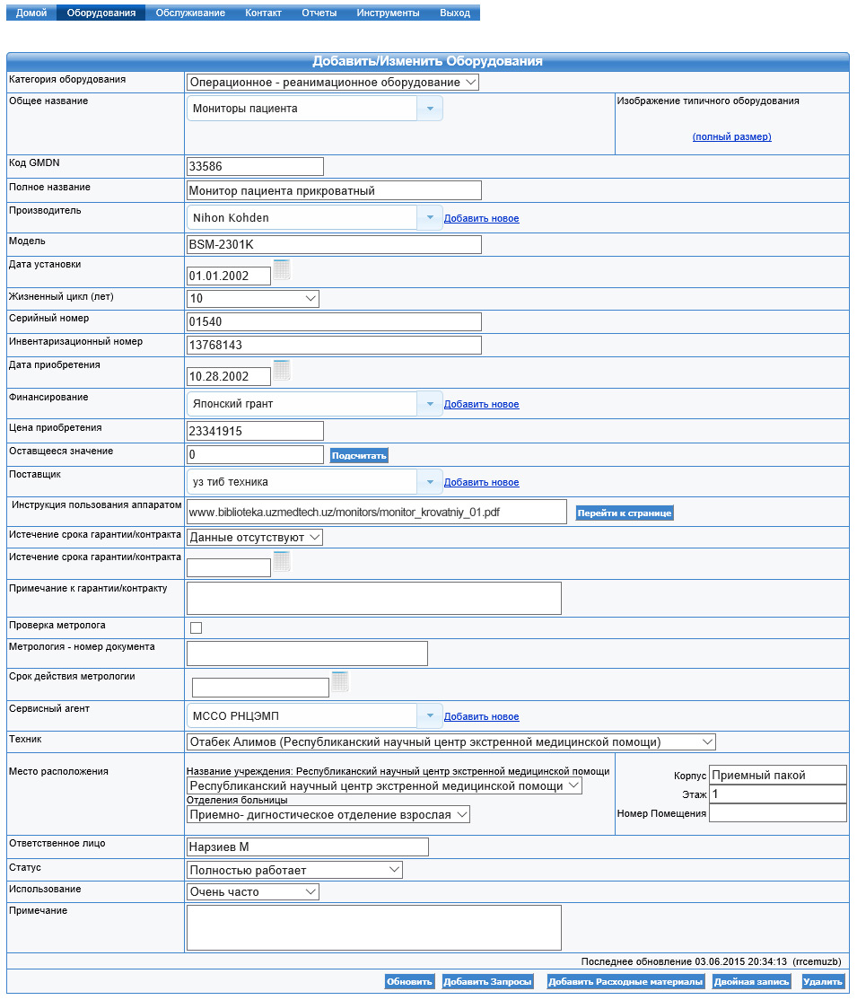 Домой Оборудования Обслуживание Контакт Отчеты Инструменты Выход
Добавить/Изменить Оборудования
Категория оборудования Операционное - реанимационное оборудование
Общее название Мониторы пациента Изображение типичного оборудования
(полный размер)
Код GMDN 33586
Полное название Монитор пациента прикроватный
Производитель Nihon Kohden Добавить новое
Модель BSM-2301K
Дата установки 01.01.2002
Жизненный цикл (лет) 10
Серийный номер 01540
Инвентаризационный номер 13768143
Дата приобретения 10.28.2002
Финансирование Японский грант Добавить новое
Цена приобретения 23341915
Оставщееся значение 0 Подсчитать
Поставщик уз тиб техника Добавить новое
Инструкция пользования аппаратом www.biblioteka.uzmedtech.uz/monitors/monitor_krovatniy_01.pdf Перейти к странице
Истечение срока гарантии/контракта Данные отсутствуют
Истечение срока гарантии/контракта
Примечание к гарантии/контракту
Проверка метролога
Метрология - номер документа
Срок действия метрологии
Сервисный агент МССО РНЦЭМП Добавить новое
Техник Отабек Алимов (Республиканский научный центр экстренной медицинской помощи)
Место расположения Название учреждения: Республиканский научный центр экстренной медицинской помощи
Республиканский научный центр экстренной медицинской помощи
Отделения больницы
Приемно- дигностическое отделение взрослая
Корпус Приемный пакой
Этаж 1
Номер Помещения
Ответственное лицо Нарзиев М
Статус Полностью работает
Использование Очень часто
Примечание
Последнее обновление 03.06.2015 20:34:13 (rrcemuzb)
Обновить Добавить Запросы Добавить Расходные материалы Двойная запись Удалить